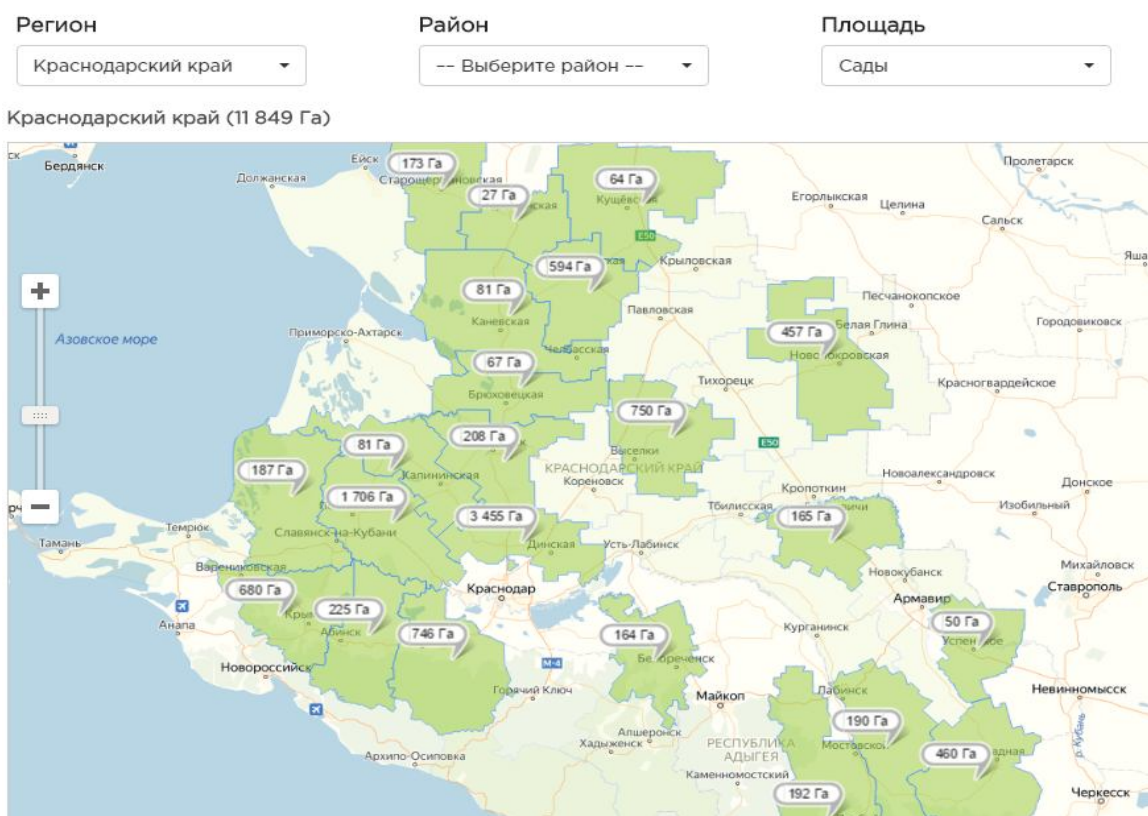 Регион
Район
Площадь
Краснодарский край
-- Выберите район --
Сады
Краснодарский край (11 849 Га)
Бердянск
Ейск
173 Га
Должанская
27 Га
64 Га
Пролетарск
Егорлыкская
Целина
Сальск
E50
594 Га
Крыловская
81 Га
Песчанокопское
Каневская
Павловская
Городовиковск
Азовское море
Приморско-Ахтарск
457 Га
Белая Глина
Челбасская
67 Га
Тихорецк
Красногвардейское
Брюховецкая
750 Га
208 Га
81 Га
E50
Выселки
187 Га
Калининская
КРАСНОДАРСКИЙ КРАЙ
Кореновск
Новоалександровск
Донское
1 706 Га
Кропоткин
Изобильный
Темрюк
3 455 Га
Тбилисская
165 Га
Славянск-на-Кубани
Тамань
Динская
Усть-Лабинск
Варениковская
Михайловск
Новокубанск
Ставрополь
680 Га
Краснодар
Армавир
225 Га
Анапа
Абинск
746 Га
164 Га
Курганинск
50 Га
Новороссийск
М-4
Горячий Ключ
Майкоп
Лабинск
Невинномысск
190 Га
Апшеронск
Хадыженск
РЕСПУБЛИКА
АДЫГЕЯ
460 Га
р. Кубань
Архипо-Осиповка
Каменномостский
192 Га
Черкесск